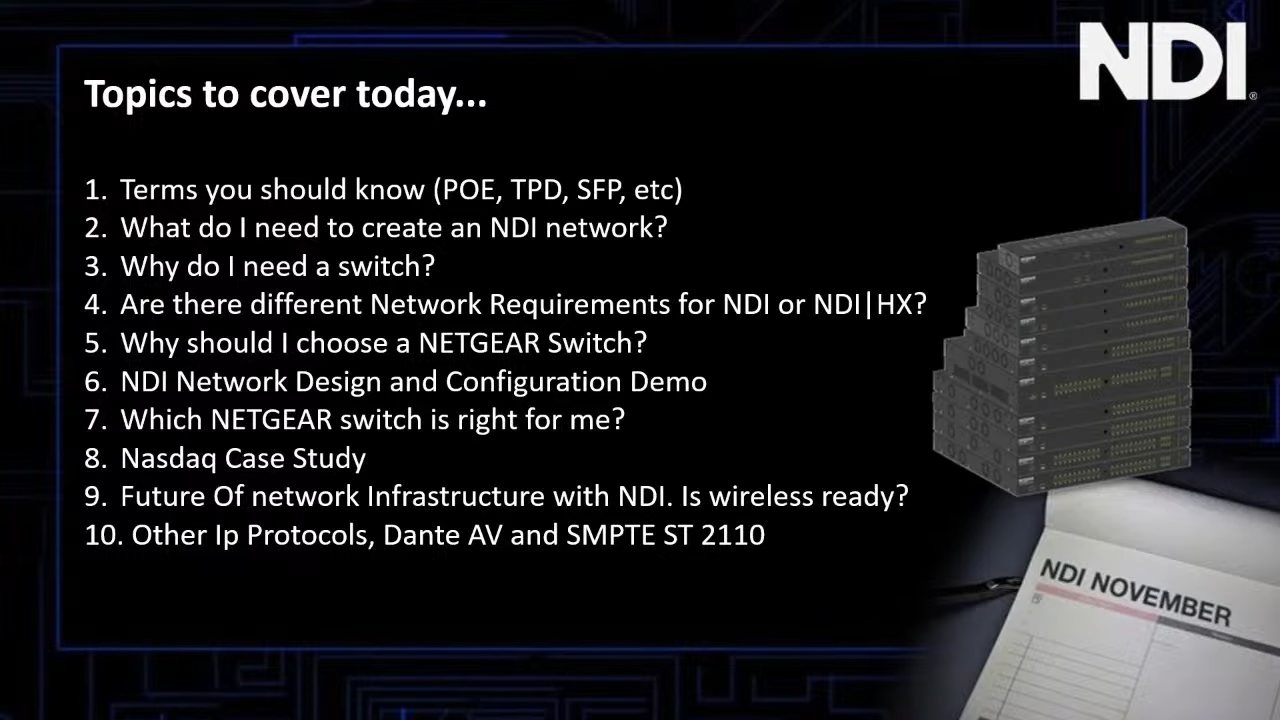 NDI®
Topics to cover today...
1. Terms you should know (POE, TPD, SFP, etc)
2. What do I need to create an NDI network?
3. Why do I need a switch?
4. Are there different Network Requirements for NDI or NDI|HX?
5. Why should I choose a NETGEAR Switch?
6. NDI Network Design and Configuration Demo
7. Which NETGEAR switch is right for me?
8. Nasdaq Case Study
9. Future Of network Infrastructure with NDI. Is wireless ready?
10. Other Ip Protocols, Dante AV and SMPTE ST 2110
NETGEAR
NDI NOVEMBER